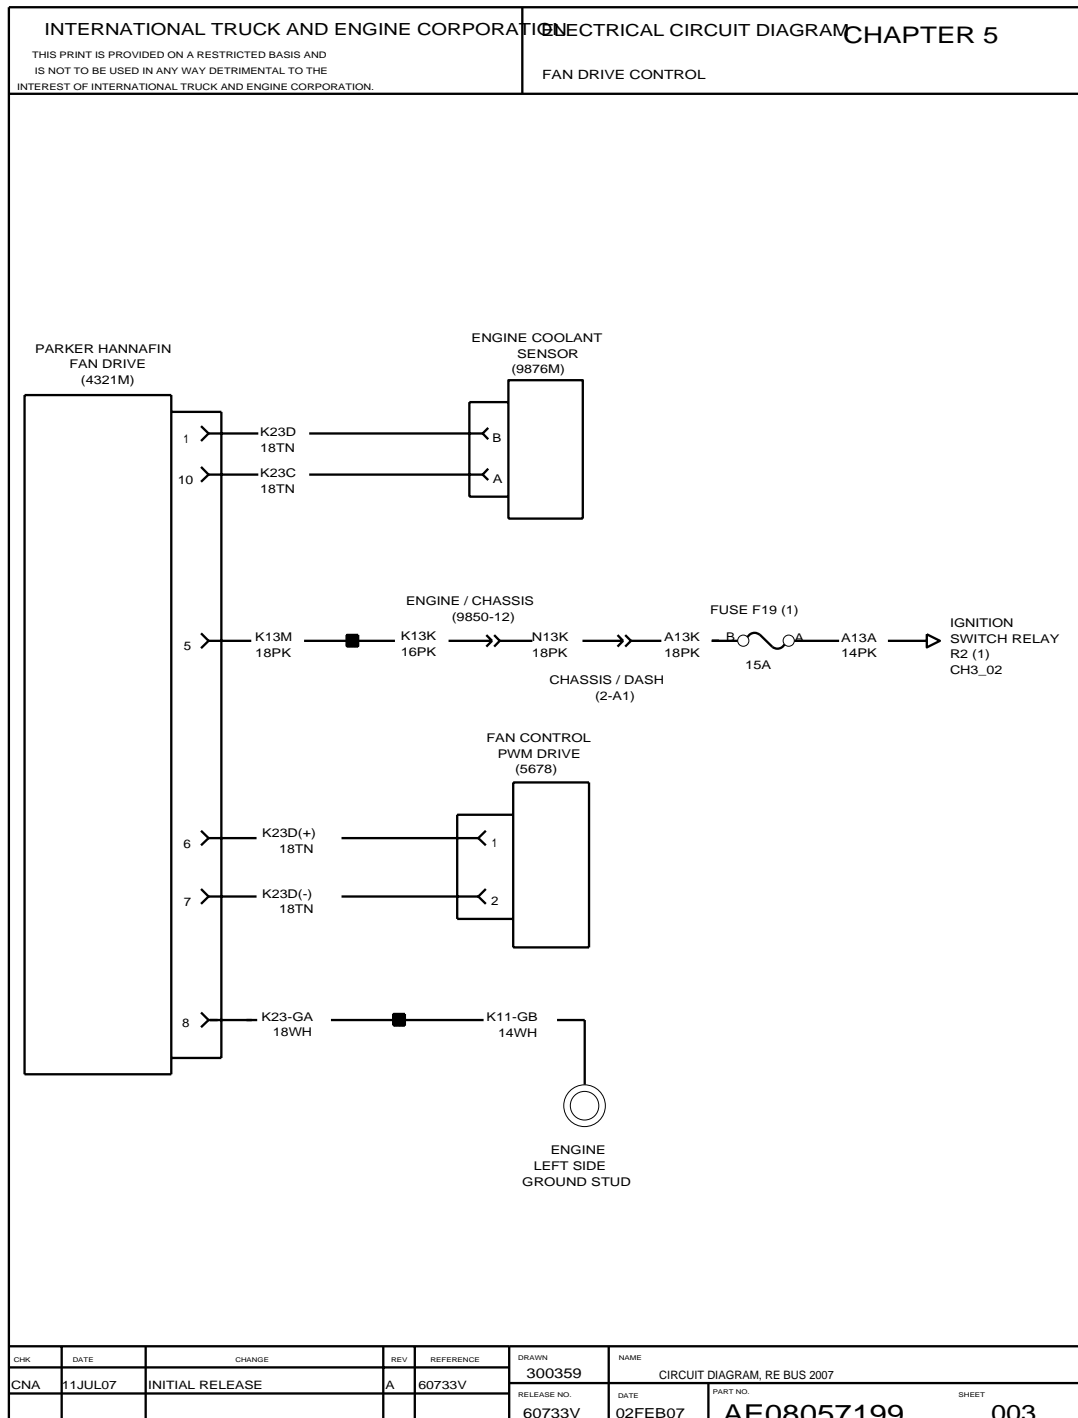 INTERNATIONAL TRUCK AND ENGINE CORPORATION
THIS PRINT IS PROVIDED ON A RESTRICTED BASIS AND
IS NOT TO BE USED IN ANY WAY DETRIMENTAL TO THE
INTEREST OF INTERNATIONAL TRUCK AND ENGINE CORPORATION.
ELECTRICAL CIRCUIT DIAGRAM
CHAPTER 5
FAN DRIVE CONTROL
PARKER HANNAFIN
FAN DRIVE
(4321M)
ENGINE COOLANT
SENSOR
(9876M)
1
K23D
18TN
B
10
K23C
18TN
A
ENGINE / CHASSIS
(9850-12)
FUSE F19 (1)
5
K13M
18PK
K13K
16PK
N13K
18PK
A13K
18PK
B
A
15A
A13A
14PK
IGNITION
SWITCH RELAY
R2 (1)
CH3_02
CHASSIS / DASH
(2-A1)
FAN CONTROL
PWM DRIVE
(5678)
6
K23D(+)
18TN
1
7
K23D(-)
18TN
2
8
K23-GA
18WH
K11-GB
14WH
ENGINE
LEFT SIDE
GROUND STUD
CHK DATE CHANGE REV REFERENCE
CNA 11JUL07 INITIAL RELEASE A 60733V
DRAWN
300359
NAME
CIRCUIT DIAGRAM, RE BUS 2007
RELEASE NO.
60733V
DATE
02FEB07
PART NO.
AE08057199
SHEET
003